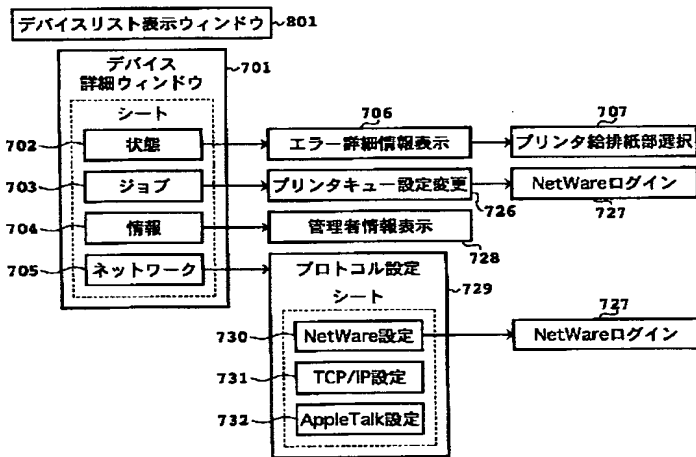 デバイスリスト表示ウィンドウ 801
デバイス
詳細ウィンドウ 701
シート
702 状態
706
エラー詳細情報表示
707
プリンタ給排紙部選択
703 ジョブ
プリンタキュー設定変更
726
NetWareログイン
727
704 情報
管理者情報表示
728
705 ネットワーク
プロトコル設定
729
シート
730 NetWare設定
727
NetWareログイン
731 TCP/iP設定
732 AppleTalk設定